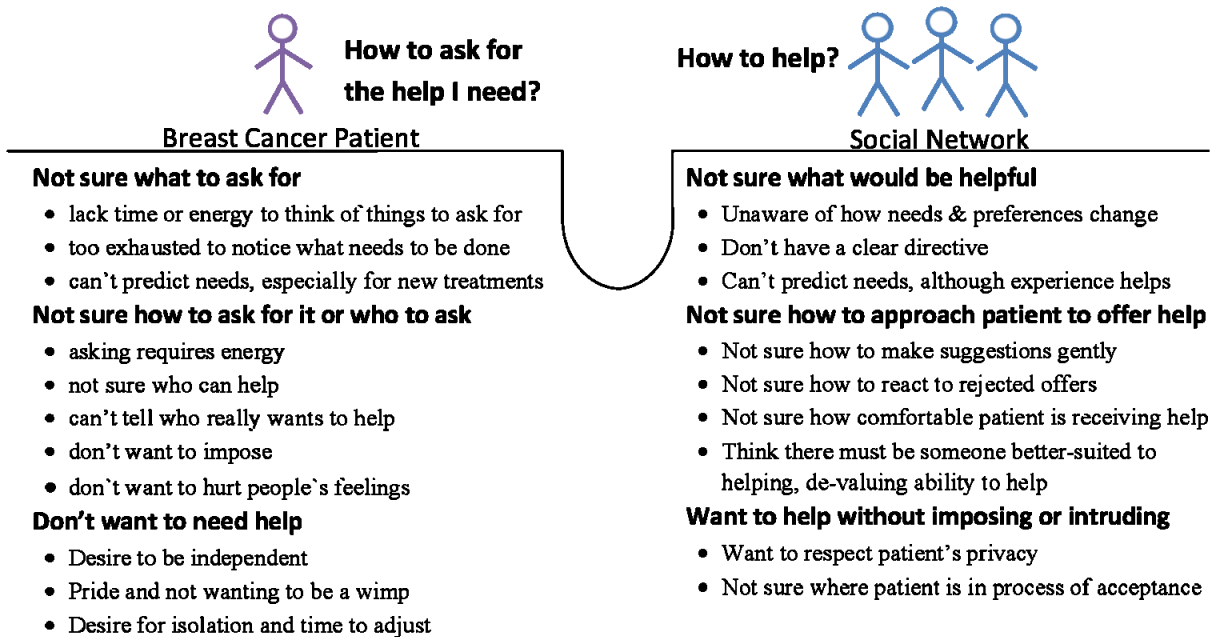 How to ask for
the help I need?
Breast Cancer Patient
Not sure what to ask for
• lack time or energy to think of things to ask for
• too exhausted to notice what needs to be done
• can't predict needs, especially for new treatments
Not sure how to ask for it or who to ask
• asking requires energy
• not sure who can help
• can't tell who really wants to help
• don't want to impose
• don`t want to hurt people`s feelings
Don't want to need help
• Desire to be independent
• Pride and not wanting to be a wimp
• Desire for isolation and time to adjust
How to help?
Social Network
Not sure what would be helpful
• Unaware of how needs & preferences change
• Don't have a clear directive
• Can't predict needs, although experience helps
Not sure how to approach patient to offer help
• Not sure how to make suggestions gently
• Not sure how to react to rejected offers
• Not sure how comfortable patient is receiving help
• Think there must be someone better-suited to
helping, de-valuing ability to help
Want to help without imposing or intruding
• Want to respect patient's privacy
• Not sure where patient is in process of acceptance